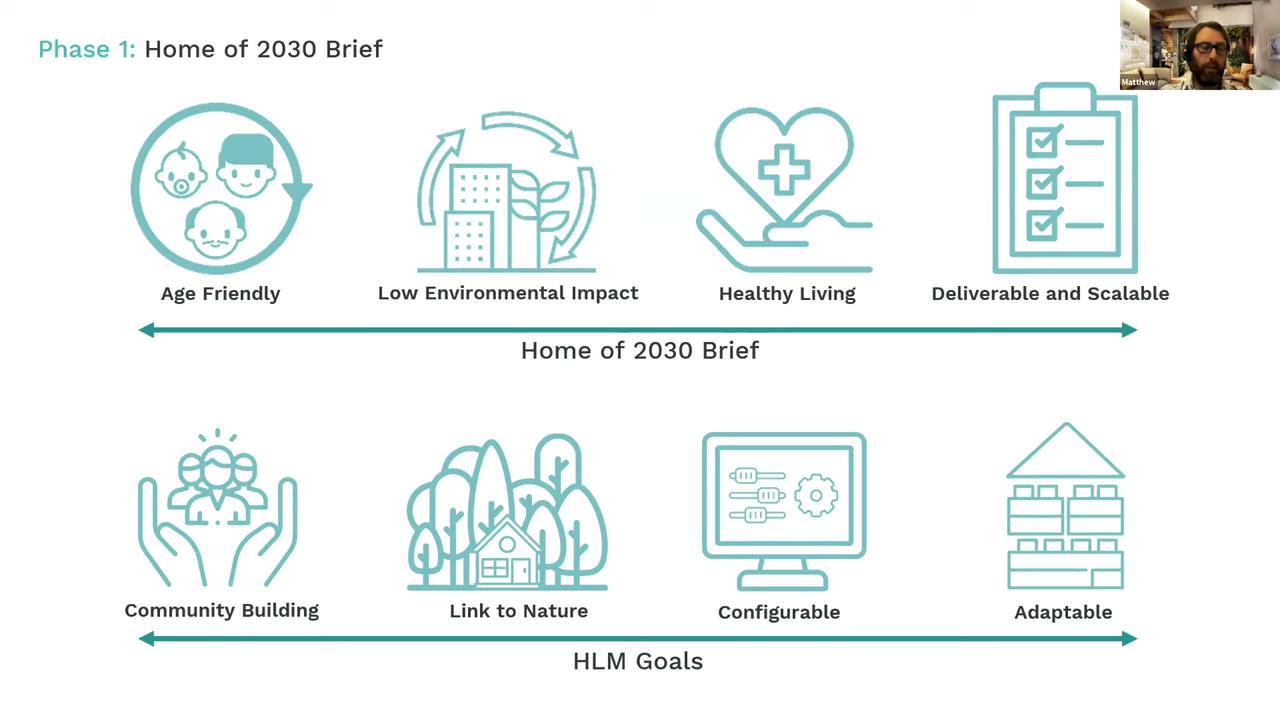 Phase 1: Home of 2030 Brief
Matthew
Age Friendly
Low Environmental Impact
Healthy Living
Deliverable and Scalable
Home of 2030 Brief
Community Building
Link to Nature
Configurable
Adaptable
HLM Goals